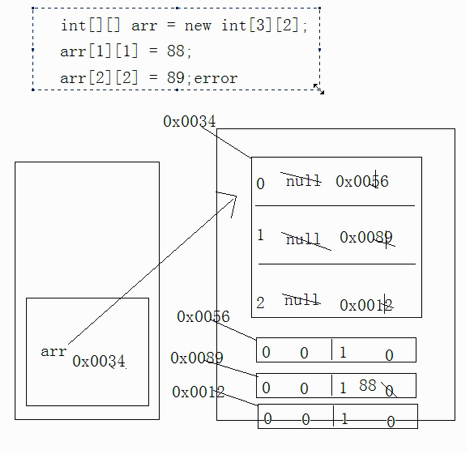 int[][] arr = new int[3][2];
arr[1][1] = 88;
arr[2][2] = 89;error
0x0034
0 null 0x0056
1 null 0x0089
2 null 0x0012
arr 0x0034
0x0056
0 0 1 0
0x0089
0 0 1 88 0
0x0012
0 0 1 0